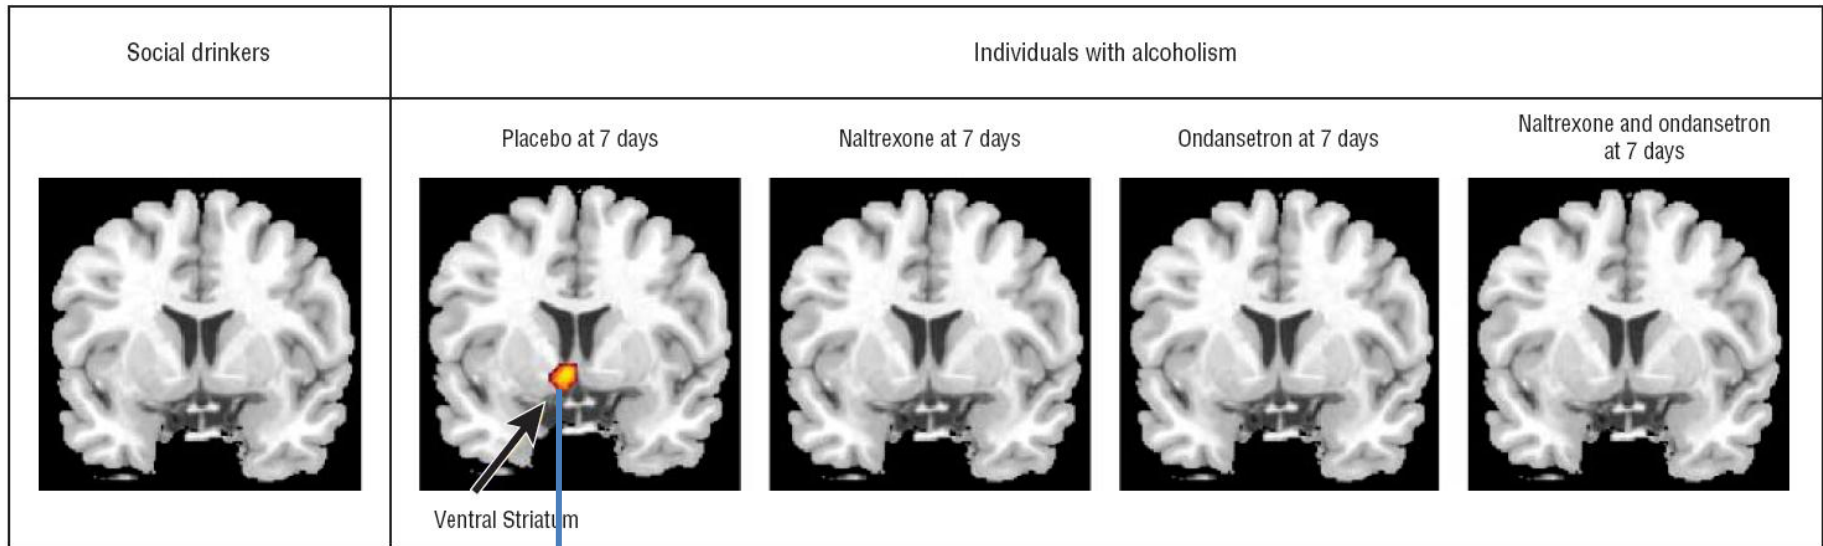 Social drinkers
Individuals with alcoholism
Placebo at 7 days
Naltrexone at 7 days
Ondansetron at 7 days
Naltrexone and ondansetron
at 7 days
Ventral Striatum